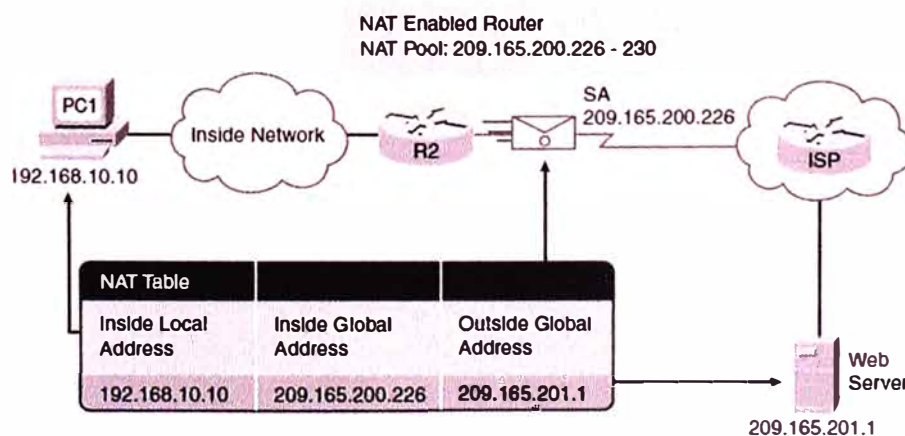 NAT Enabled Router
NAT Pool: 209.165.200.226 - 230
PC1
Inside Network
R2
SA
209.165.200.226
ISP
192.168.10.10
NAT Table
Inside Local
Address
Inside Global
Address
Outside Global
Address
192.168.10.10
209.165.200.226
209.165.201.1
Web
Server
209.165.201.1